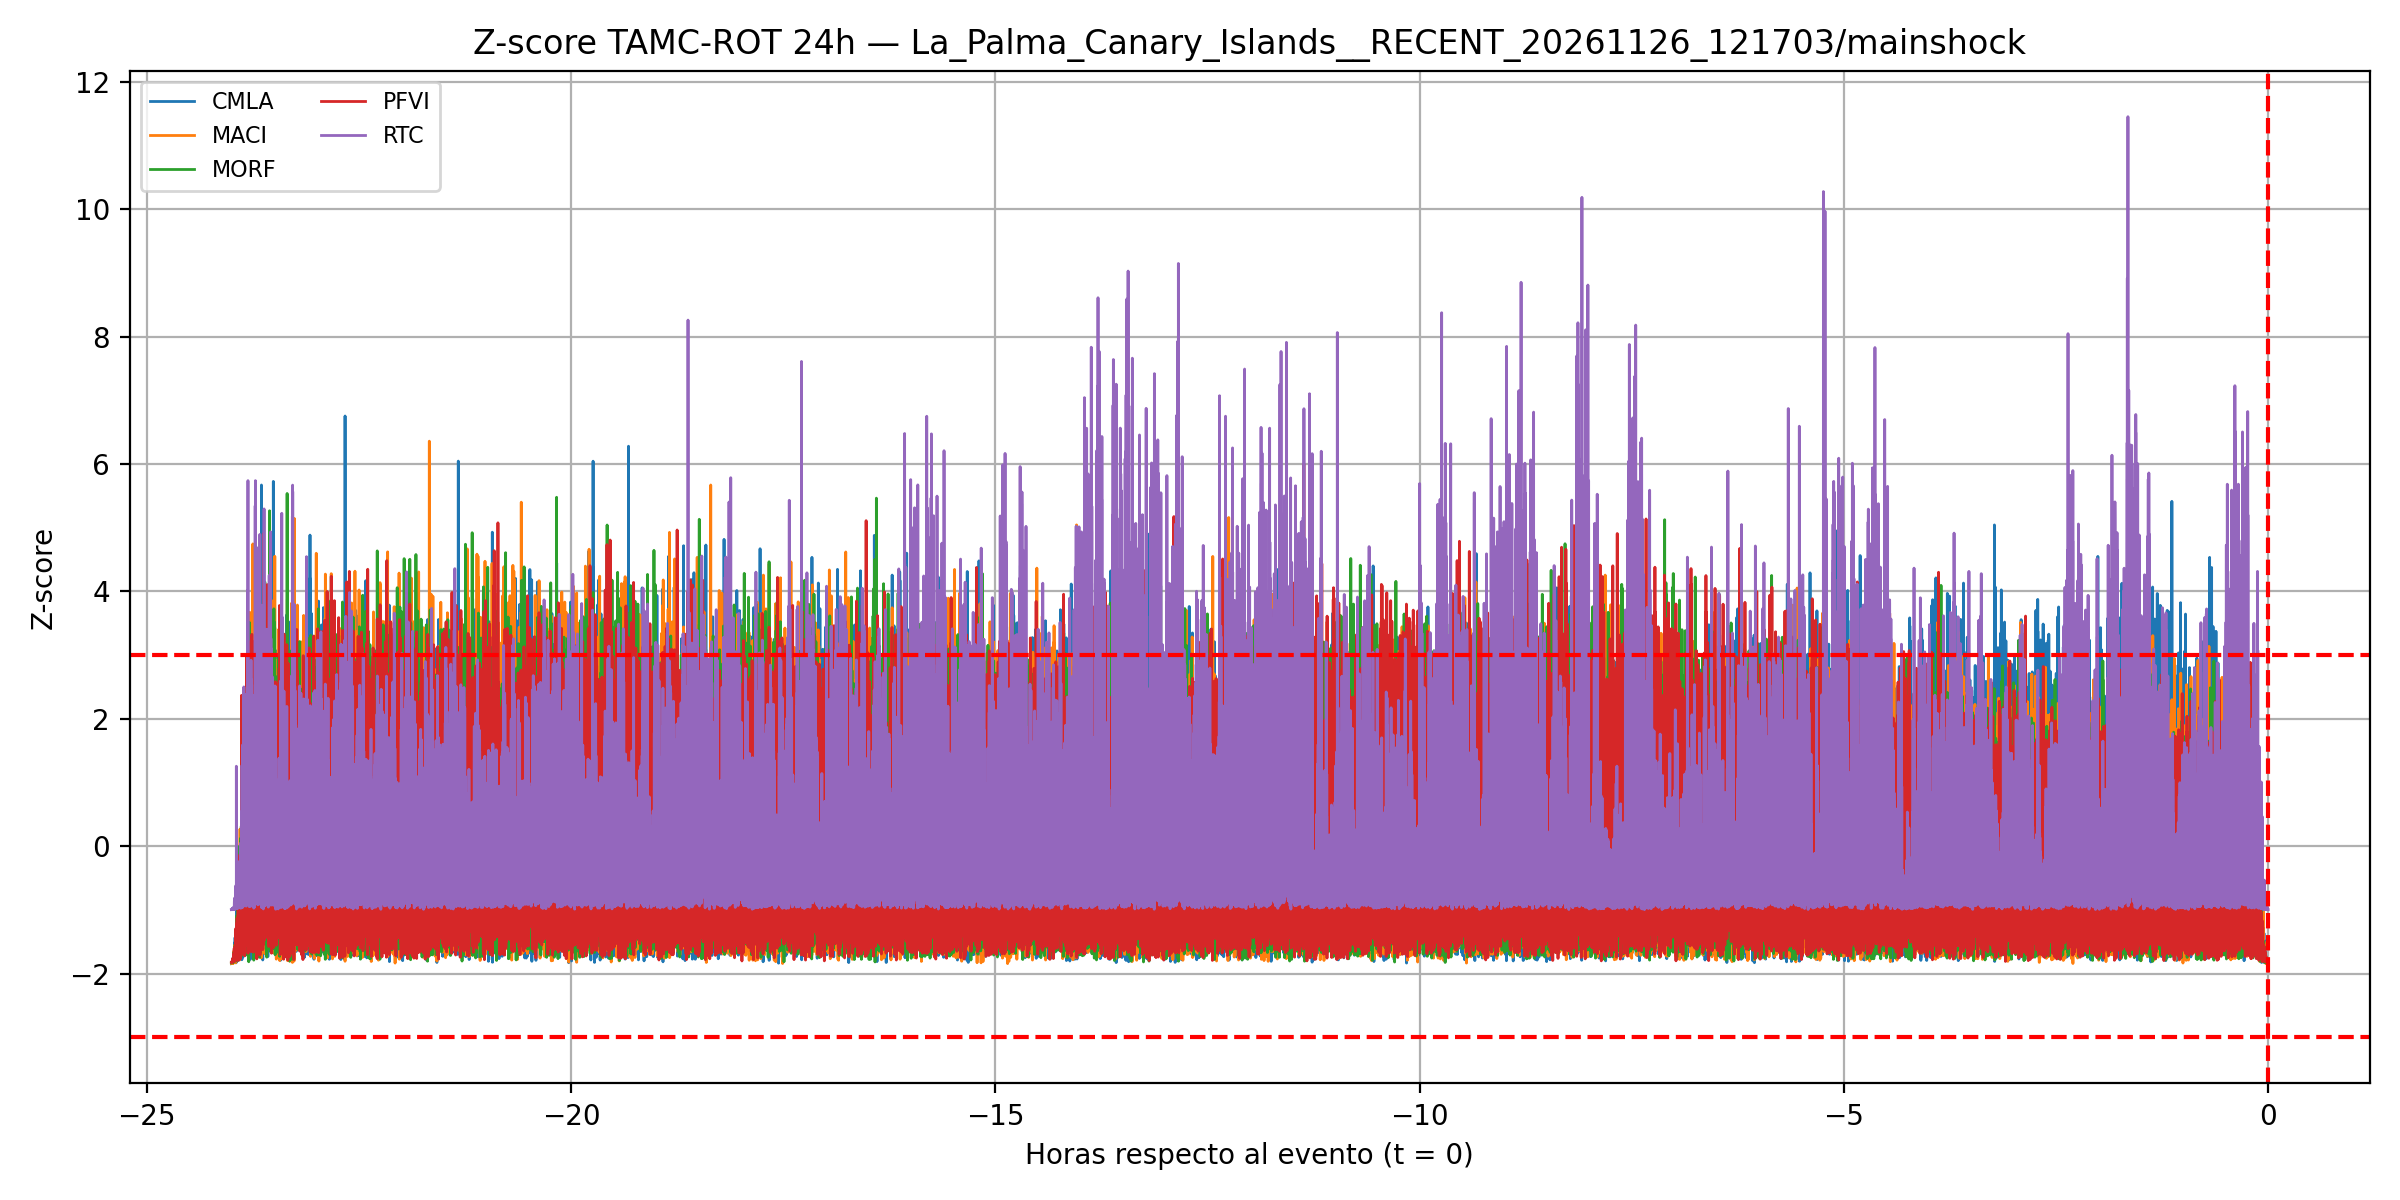 Z-score TAMC-ROT 24h — La_Palma_Canary_Islands__RECENT_20261126_121703/mainshock
CMLA
MACI
MORF
PFVI
RTC
12
10
8
6
4
2
0
−2
Z-score
−25
−20
−15
−10
−5
0
Horas respecto al evento (t = 0)